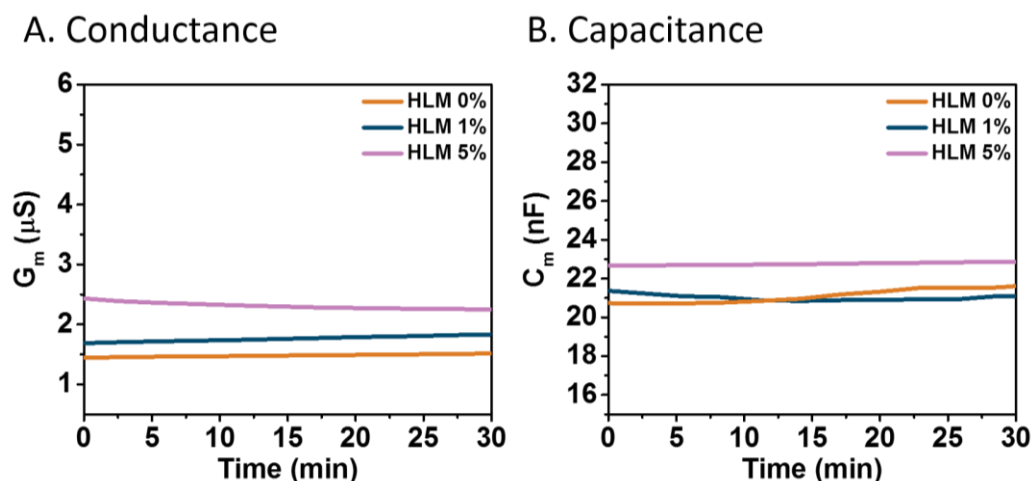 A. Conductance
6
5
4
3
2
1
G_m (μS)
HLM 0%
HLM 1%
HLM 5%
0 5 10 15 20 25 30
Time (min)
B. Capacitance
32
30
28
26
24
22
20
18
16
C_m (nF)
HLM 0%
HLM 1%
HLM 5%
0 5 10 15 20 25 30
Time (min)